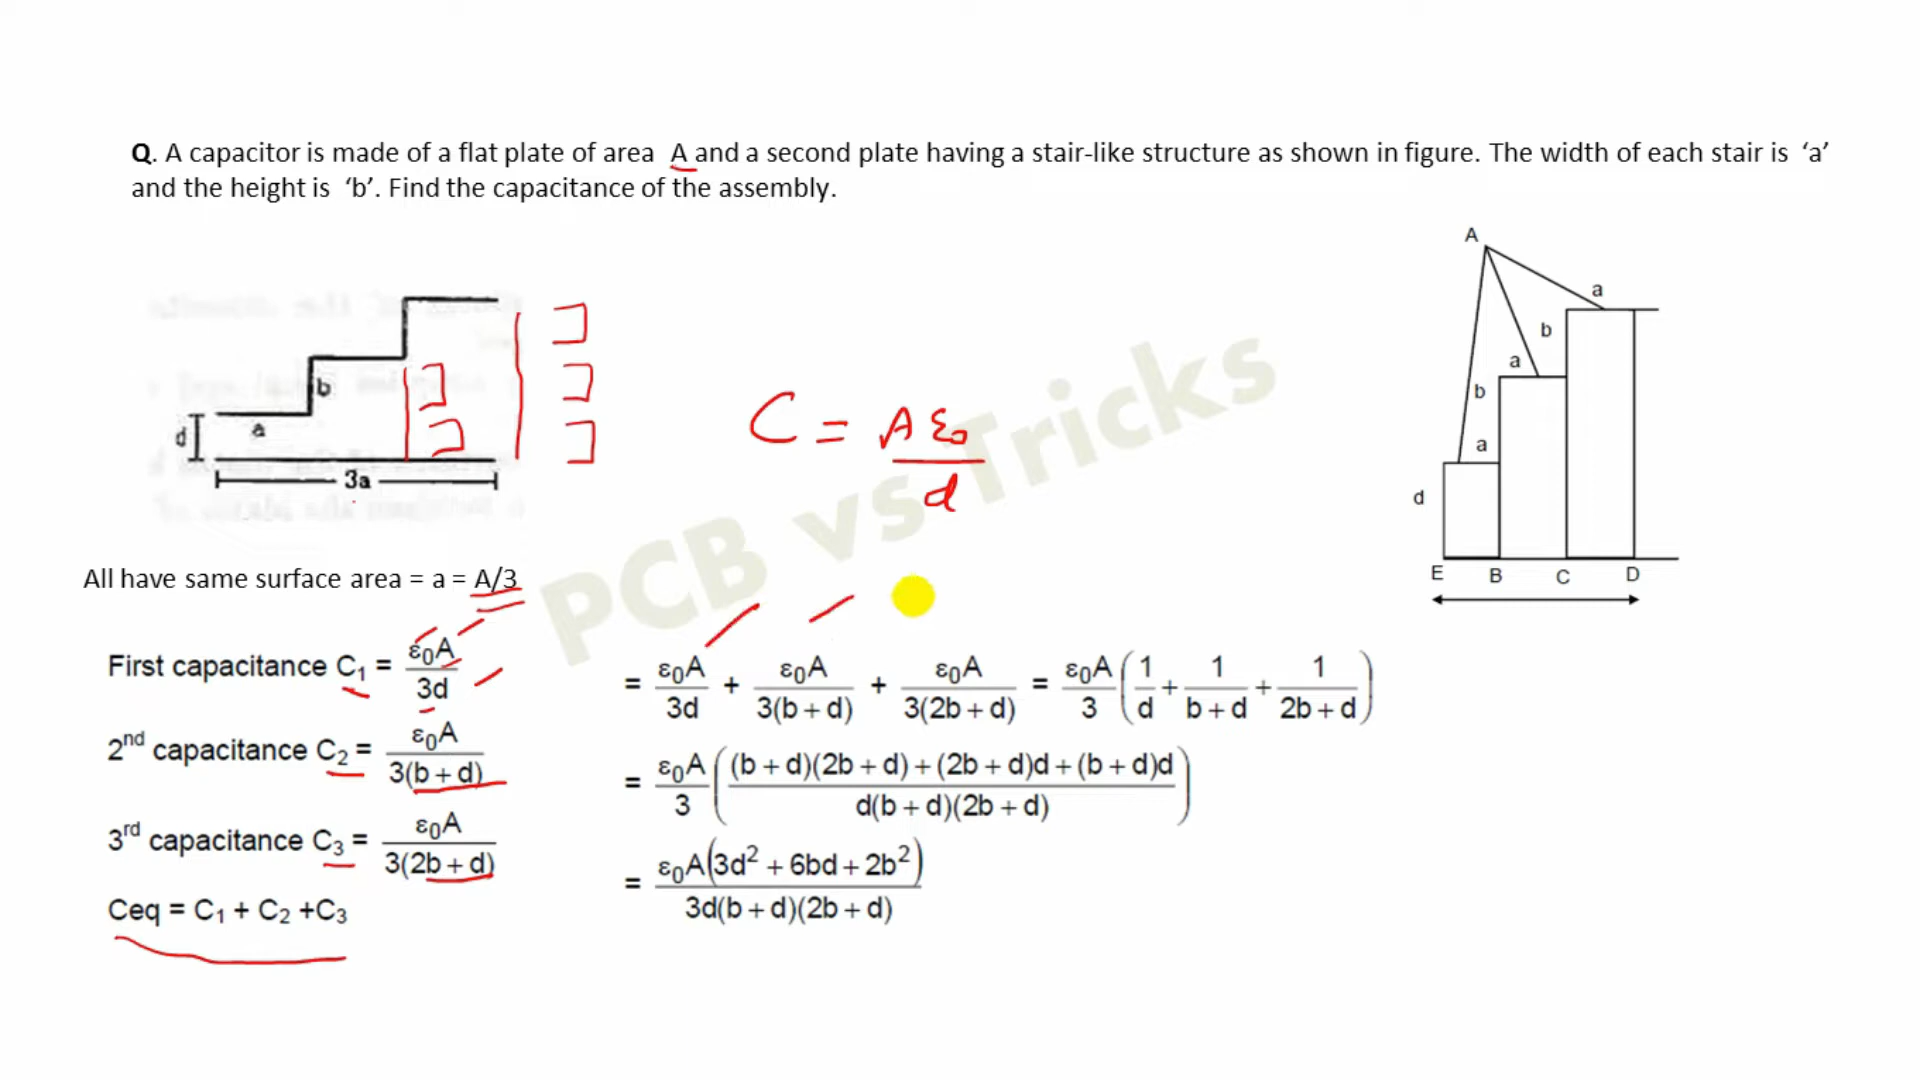 Q. A capacitor is made of a flat plate of area A and a second plate having a stair-like structure as shown in figure. The width of each stair is ‘a’
and the height is ‘b’. Find the capacitance of the assembly.
b
d
a
3a
C = Aε₀/d
A
a
b
a
b
a
d
E B C D
PCB vs Tricks
All have same surface area = a = A/3
First capacitance C₁ = ε₀A/3d
2nd capacitance C₂ = ε₀A/3(b + d)
3rd capacitance C₃ = ε₀A/3(2b + d)
Ceq = C₁ + C₂ +C₃
= ε₀A/3d + ε₀A/3(b + d) + ε₀A/3(2b + d) = ε₀A/3 (1/d + 1/b + d + 1/2b + d)
= ε₀A/3 ((b + d)(2b + d) + (2b + d)d + (b + d)d/d(b + d)(2b + d))
= ε₀A(3d² + 6bd + 2b²)/3d(b + d)(2b + d)